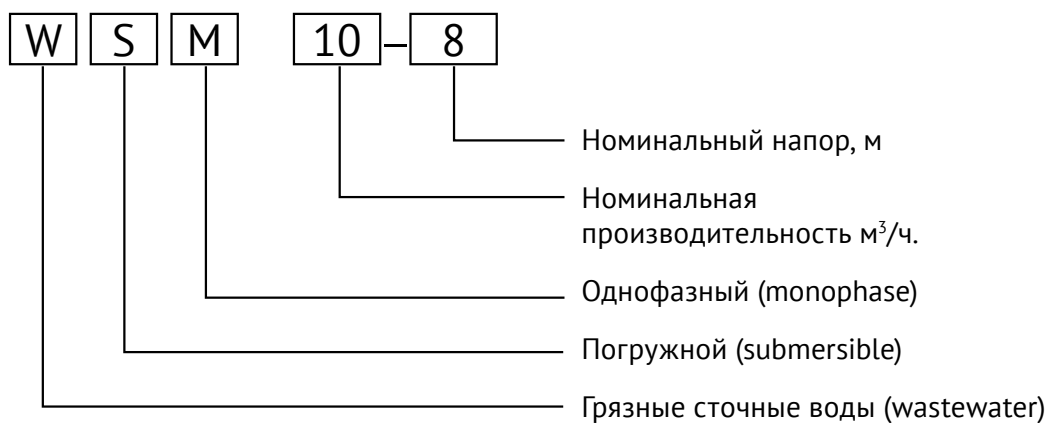 W S M 10–8
Номинальный напор, м
Номинальная
производительность м³/ч.
Однофазный (monophase)
Погружной (submersible)
Грязные сточные воды (wastewater)